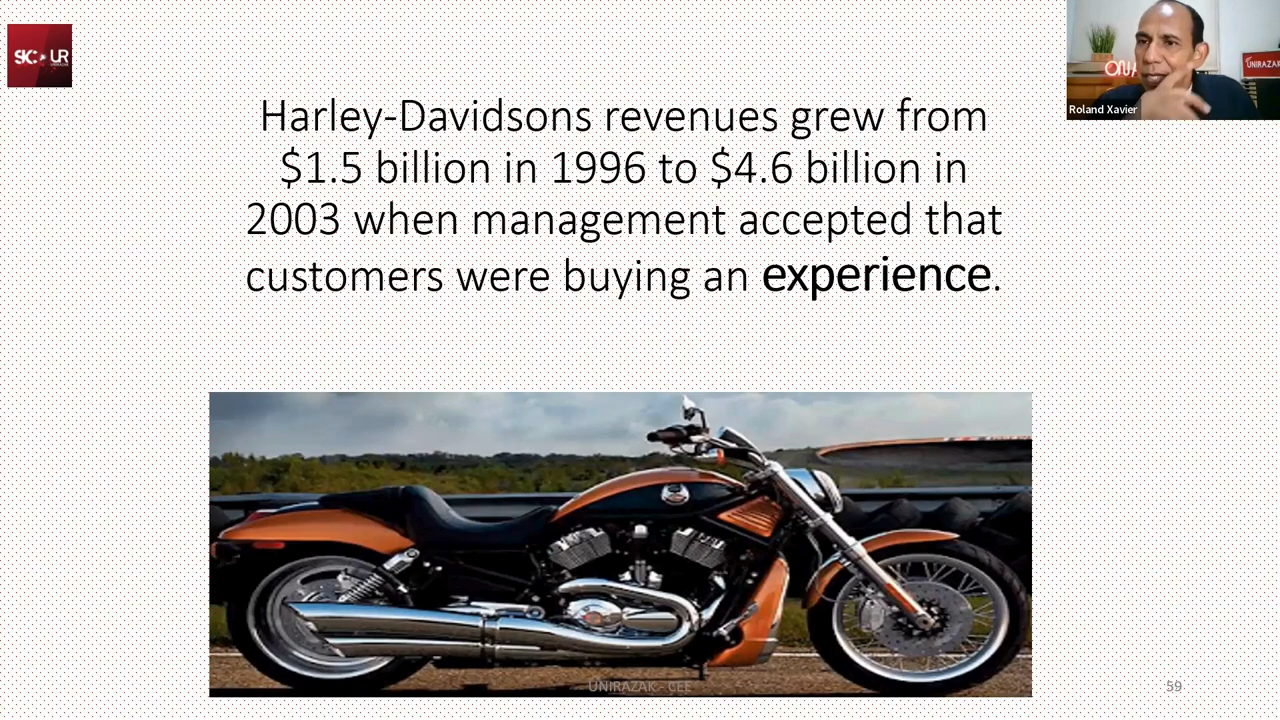 SIC UR
UNIRAZAK
Roland Xavier
Harley-Davidsons revenues grew from
$1.5 billion in 1996 to $4.6 billion in
2003 when management accepted that
customers were buying an experience.
UNIRAZAK - CEE
59